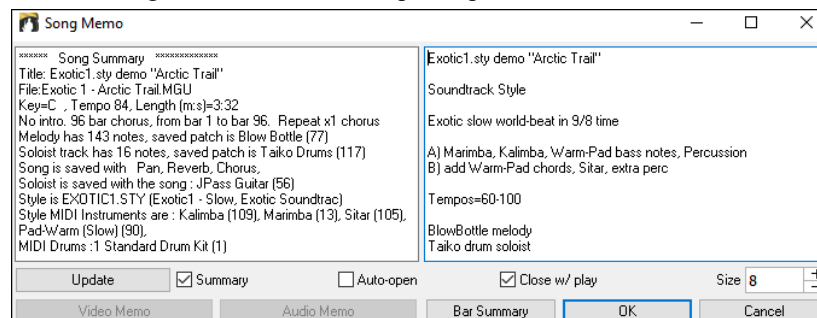 Song Memo
****** Song Summary *************
Title: Exotic1.sty demo "Arctic Trail"
File:Exotic 1 - Arctic Trail.MGU
Key=C , Tempo 84, Length (m:s)=3:32
No intro. 96 bar chorus, from bar 1 to bar 96. Repeat x1 chorus
Melody has 143 notes, saved patch is Blow Bottle (77)
Soloist track has 16 notes, saved patch is Taiko Drums (117)
Song is saved with Pan, Reverb, Chorus,
Soloist is saved with the song : JPass Guitar (56)
Style is EXOTIC1.STY (Exotic1 - Slow, Exotic Soundtrac)
Style MIDI Instruments are : Kalimba (109), Marimba (13), Sitar (105),
Pad-Warm (Slow) (90),
MIDI Drums :1 Standard Drum Kit (1)
Exotic1.sty demo "Arctic Trail"
Soundtrack Style
Exotic slow world-beat in 9/8 time
A) Marimba, Kalimba, Warm-Pad bass notes, Percussion
B) add Warm-Pad chords, Sitar, extra perc
Tempos=60-100
BlowBottle melody
Taiko drum soloist
Update Summary Auto-open Close w/ play Size 8
Video Memo Audio Memo Bar Summary OK Cancel